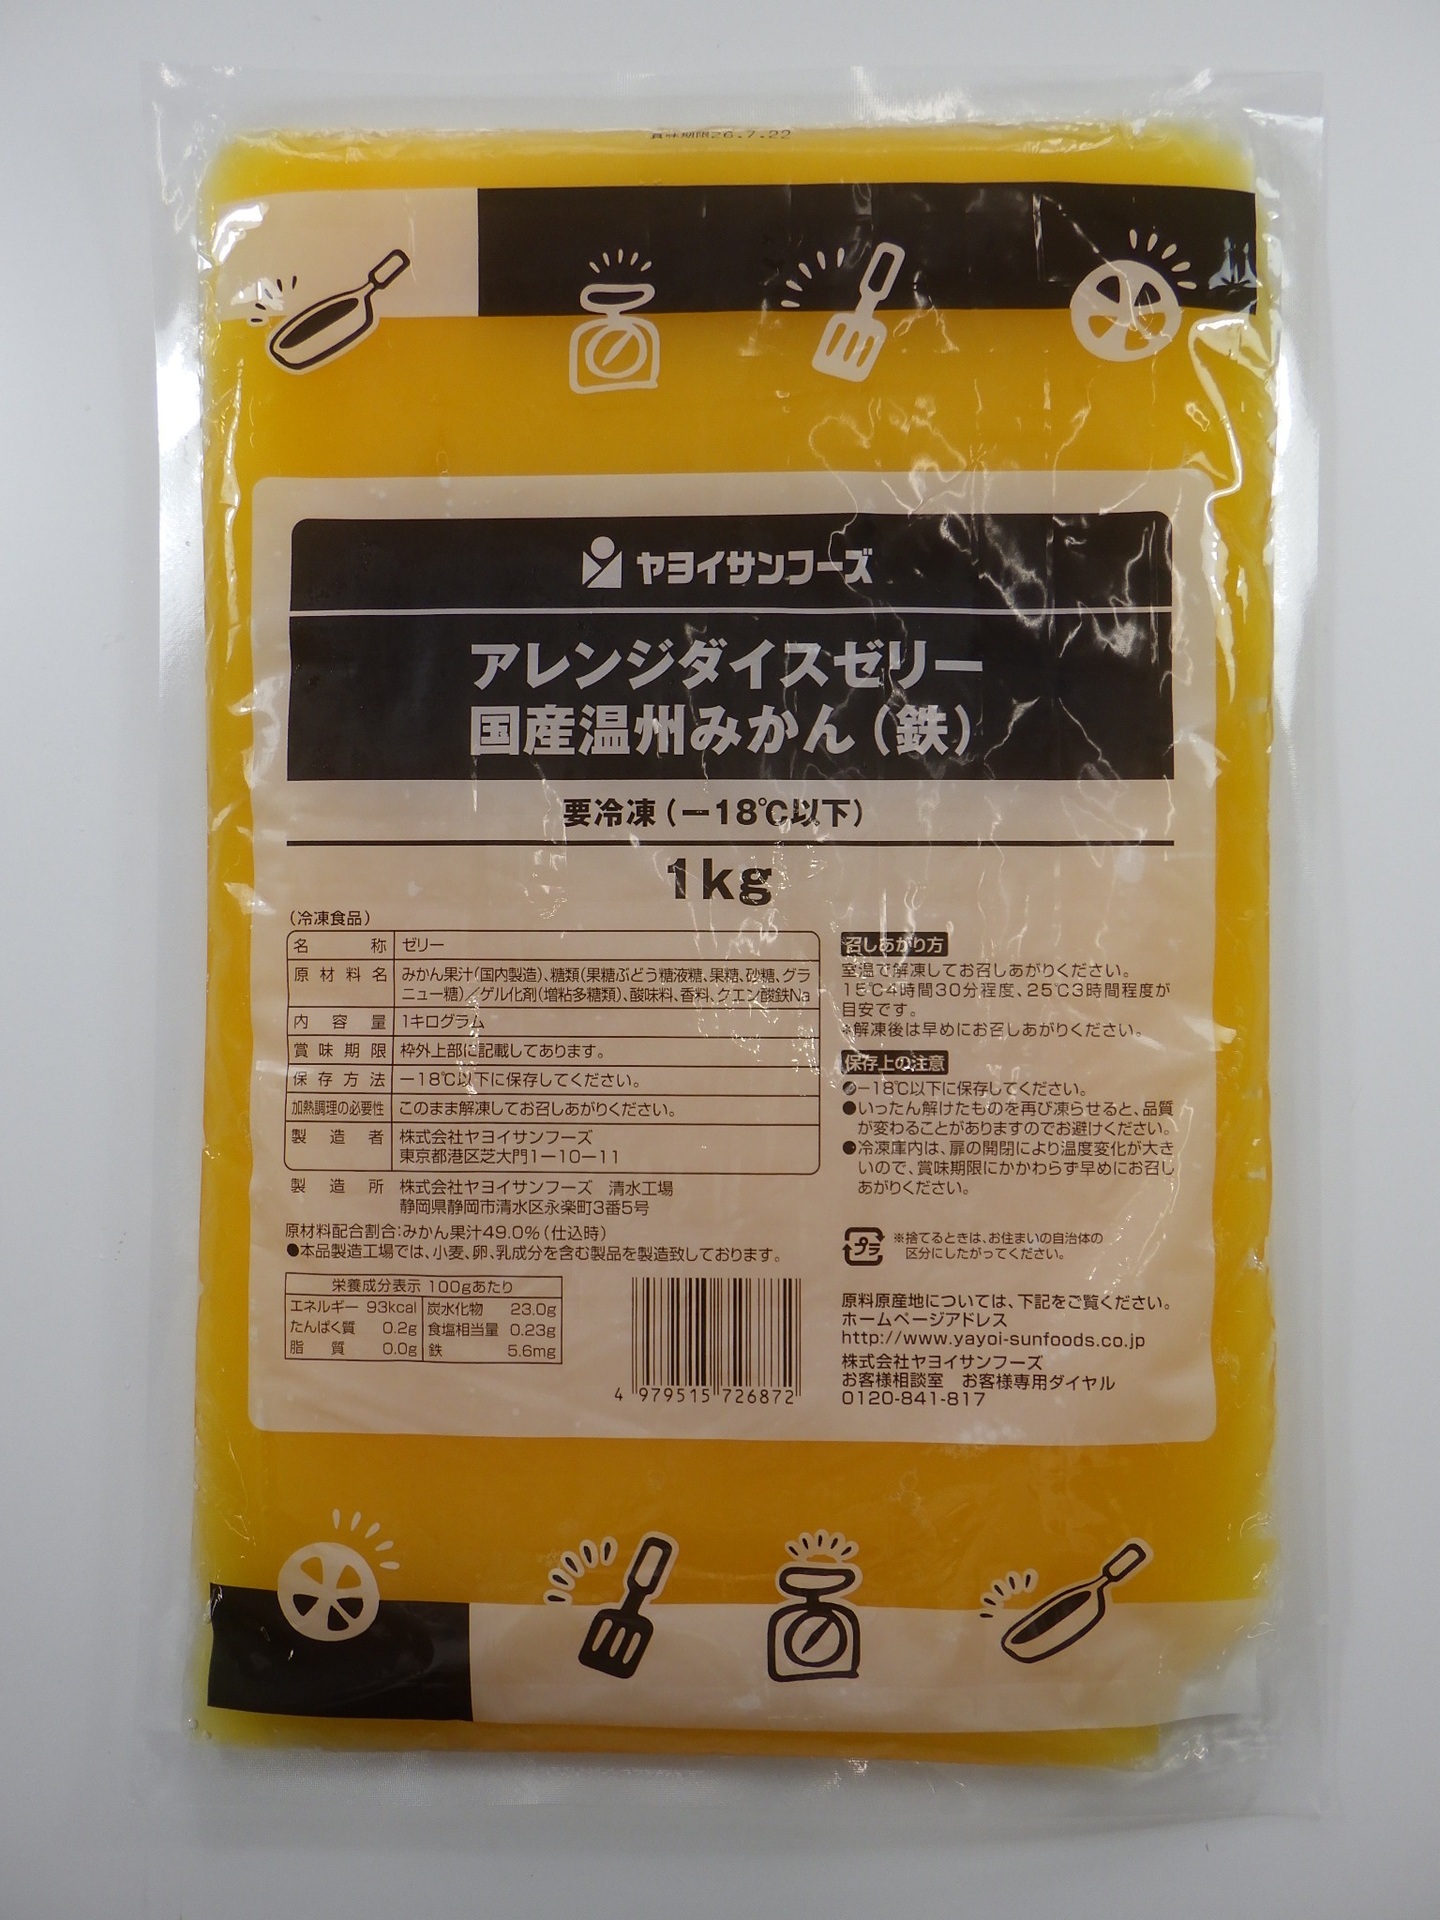 賞味期限26.7.22
ヤヨイサンフーズ
アレンジダイスゼリー
国産温州みかん（鉄）
要冷凍（－18℃以下）
1kg
（冷凍食品）
名称 ゼリー
原材料名 みかん果汁（国内製造）、糖類（果糖ぶどう糖液糖、果糖、砂糖、グラ
ニュー糖）／ゲル化剤（増粘多糖類）、酸味料、香料、クエン酸鉄Na
内容量 1キログラム
賞味期限 枠外上部に記載してあります。
保存方法 －18℃以下に保存してください。
加熱調理の必要性 このまま解凍してお召しあがりください。
製造者 株式会社ヤヨイサンフーズ
東京都港区芝大門1－10－11
製造所 株式会社ヤヨイサンフーズ 清水工場
静岡県静岡市清水区永楽町3番5号
原材料配合割合：みかん果汁49.0％（仕込時）
●本品製造工場では、小麦、卵、乳成分を含む製品を製造致しております。
栄養成分表示 100gあたり
エネルギー 93kcal 炭水化物 23.0g
たんぱく質 0.2g 食塩相当量 0.23g
脂質 0.0g 鉄 5.6mg
4 979515 726872
召しあがり方
室温で解凍してお召しあがりください。
15℃4時間30分程度、25℃3時間程度が
目安です。
※解凍後は早めにお召しあがりください。
保存上の注意
●－18℃以下に保存してください。
●いったん解けたものを再び凍らせると、品質
が変わることがありますのでお避けください。
●冷凍庫内は、扉の開閉により温度変化が大き
いので、賞味期限にかかわらず早めにお召し
あがりください。
プラ
※捨てるときは、お住まいの自治体の
区分にしたがってください。
原料原産地については、下記をご覧ください。
ホームページアドレス
http://www.yayoi-sunfoods.co.jp
株式会社ヤヨイサンフーズ
お客様相談室 お客様専用ダイヤル
0120-841-817